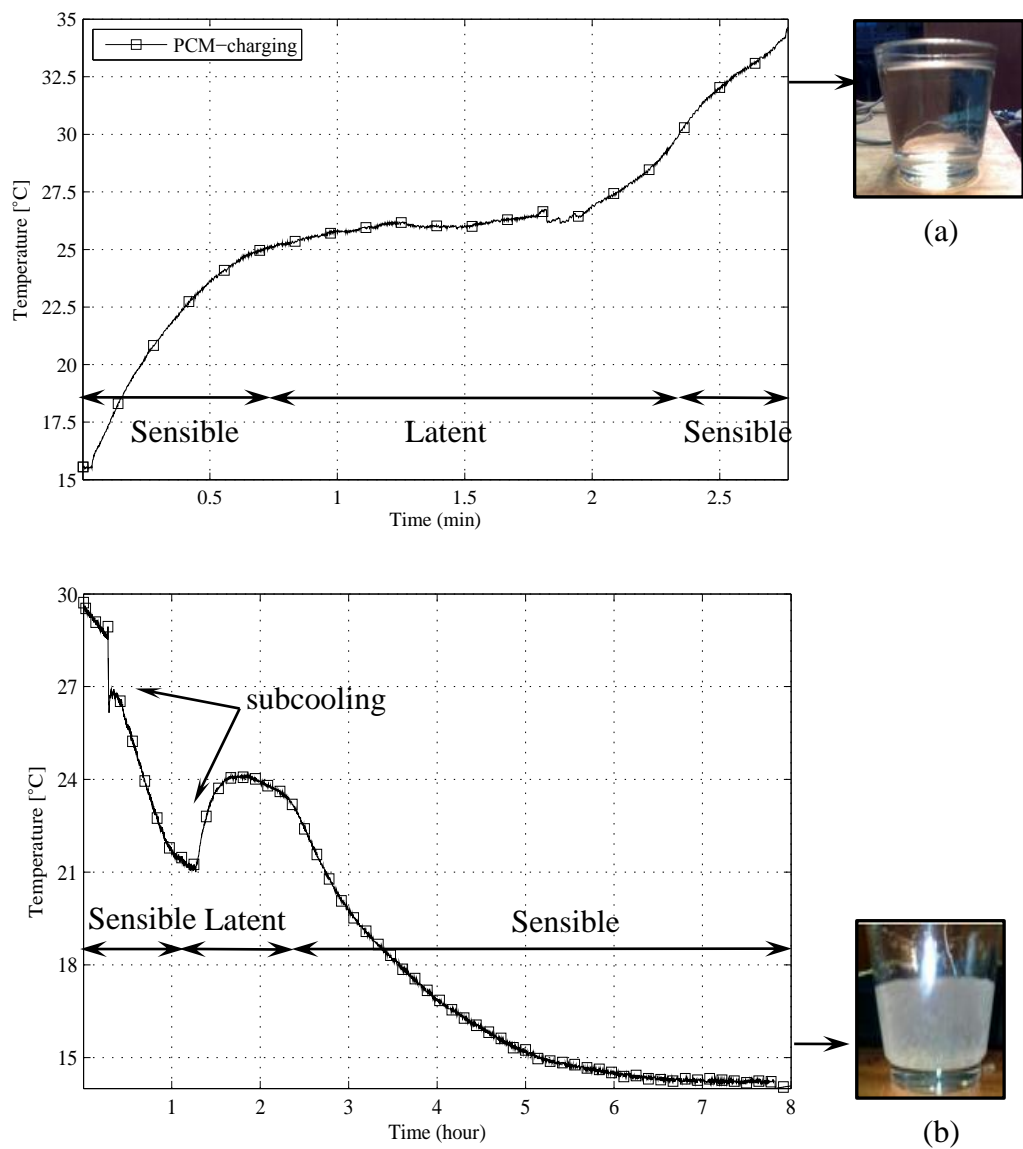 35
32.5
30
27.5
25
22.5
20
17.5
15
Temperature [°C]
PCM−charging
Sensible
Latent
Sensible
0.5
1
1.5
2
2.5
Time (min)
(a)
30
27
24
21
18
15
Temperature [°C]
subcooling
Sensible Latent
Sensible
1
2
3
4
5
6
7
8
Time (hour)
(b)